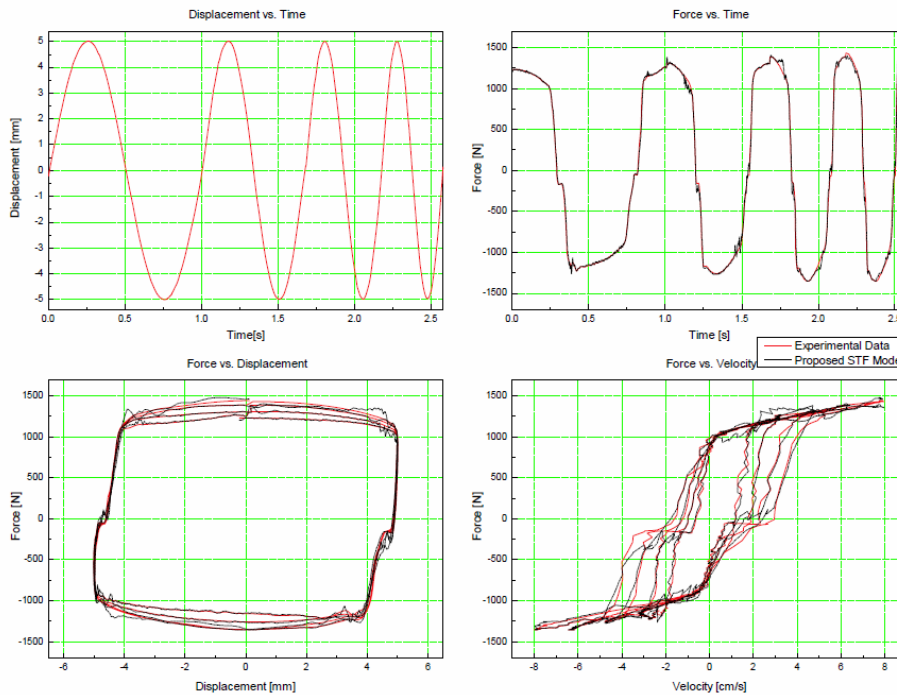 Displacement vs. Time
Force vs. Time
Displacement [mm]
5
4
3
2
1
0
-1
-2
-3
-4
-5
0.0 0.5 1.0 1.5 2.0 2.5
Time[s]
Force [N]
1500
1000
500
0
-500
-1000
-1500
0.0 0.5 1.0 1.5 2.0 2.5
Time [s]
Experimental Data
Proposed STF Mode
Force vs. Displacement
Force vs. Velocity
Force [N]
1500
1000
500
0
-500
-1000
-1500
-6 -4 -2 0 2 4 6
Displacement [mm]
Force [N]
1500
1000
500
0
-500
-1000
-1500
-8 -6 -4 -2 0 2 4 6 8
Velocity [cm/s]